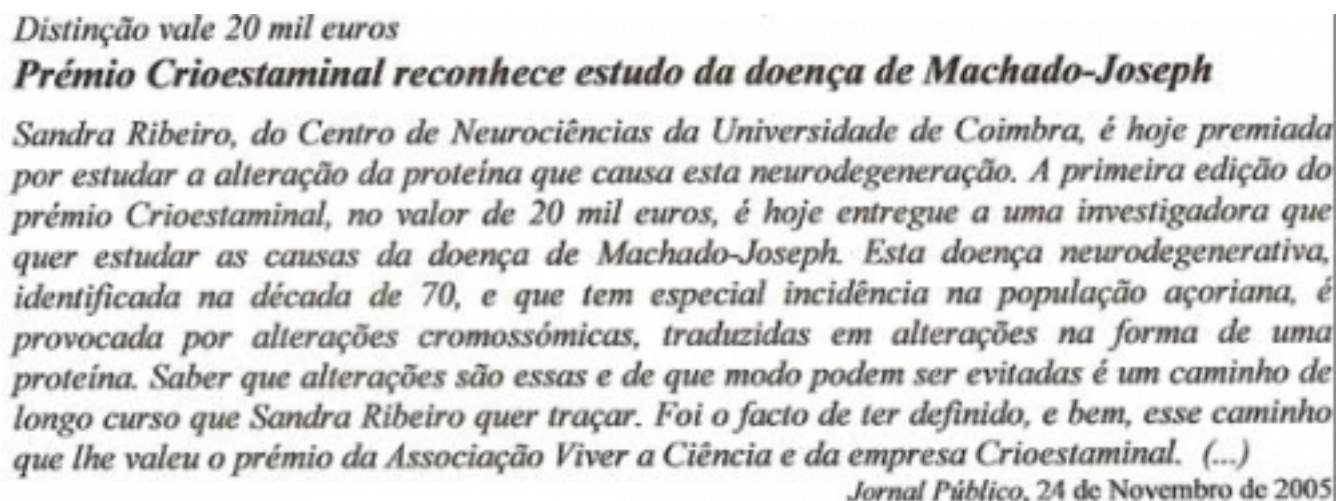 Distinção vale 20 mil euros
Prémio Crioestaminal reconhece estudo da doença de Machado-Joseph
Sandra Ribeiro, do Centro de Neurociências da Universidade de Coimbra, é hoje premiada
por estudar a alteração da proteína que causa esta neurodegeneração. A primeira edição do
prémio Crioestaminal, no valor de 20 mil euros, é hoje entregue a uma investigadora que
quer estudar as causas da doença de Machado-Joseph. Esta doença neurodegenerativa,
identificada na década de 70, e que tem especial incidência na população açoriana, é
provocada por alterações cromossómicas, traduzidas em alterações na forma de uma
proteína. Saber que alterações são essas e de que modo podem ser evitadas é um caminho de
longo curso que Sandra Ribeiro quer traçar. Foi o facto de ter definido, e bem, esse caminho
que lhe valeu o prémio da Associação Viver a Ciência e da empresa Crioestaminal. (...)
Jornal Público, 24 de Novembro de 2005